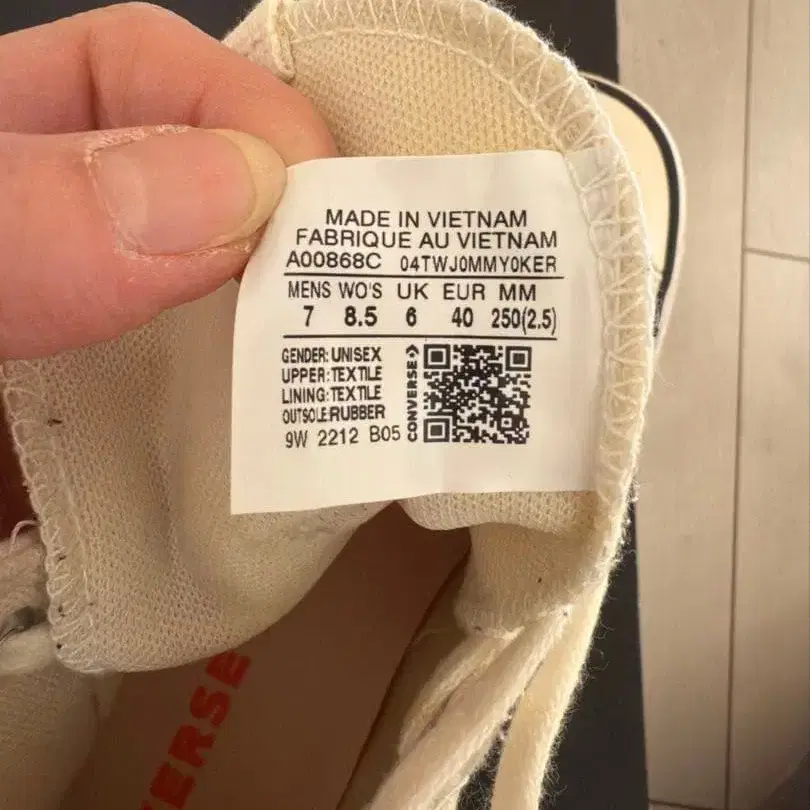 MADE IN VIETNAM
FABRIQUE AU VIETNAM
A00868C 04TWJ0MMY0KER
MENS WO'S UK EUR MM
7 8.5 6 40 250(2.5)
GENDER: UNISEX
UPPER: TEXTILE
LINING: TEXTILE
OUTSOLE:RUBBER
9W 2212 B05
CONVERSE
VERSE